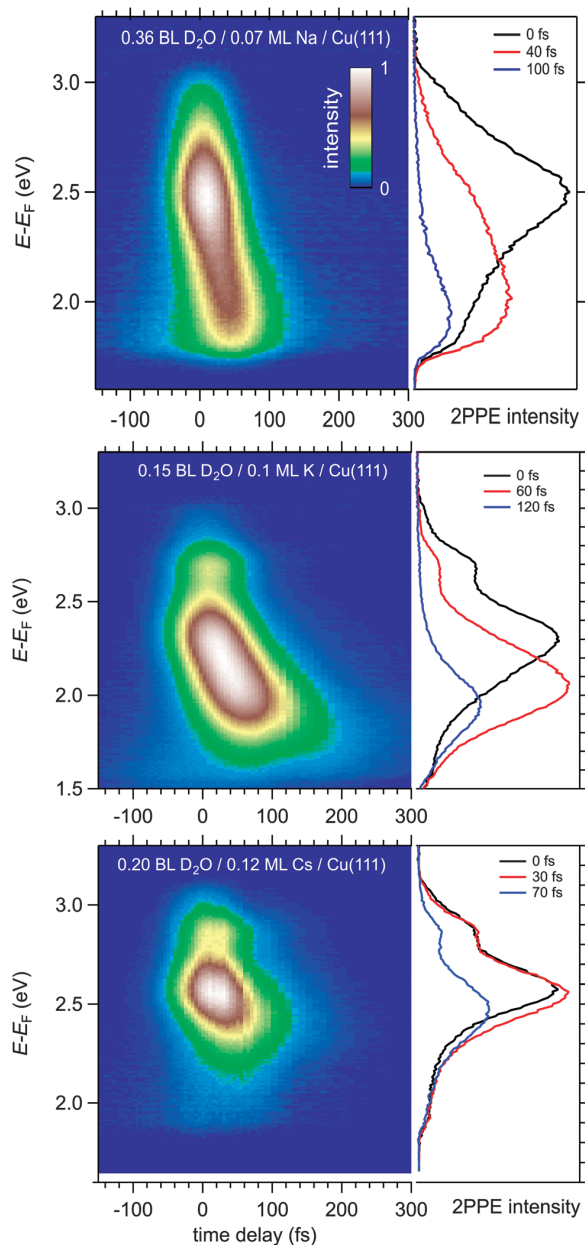 0.36 BL D₂O / 0.07 ML Na / Cu(111)
1
intensity
0
0 fs
40 fs
100 fs
3.0
2.5
2.0
E-E_F (eV)
-100 0 100 200 300
2PPE intensity
0.15 BL D₂O / 0.1 ML K / Cu(111)
0 fs
60 fs
120 fs
3.0
2.5
2.0
1.5
E-E_F (eV)
-100 0 100 200 300
0.20 BL D₂O / 0.12 ML Cs / Cu(111)
0 fs
30 fs
70 fs
3.0
2.5
2.0
E-E_F (eV)
-100 0 100 200 300
time delay (fs)
2PPE intensity